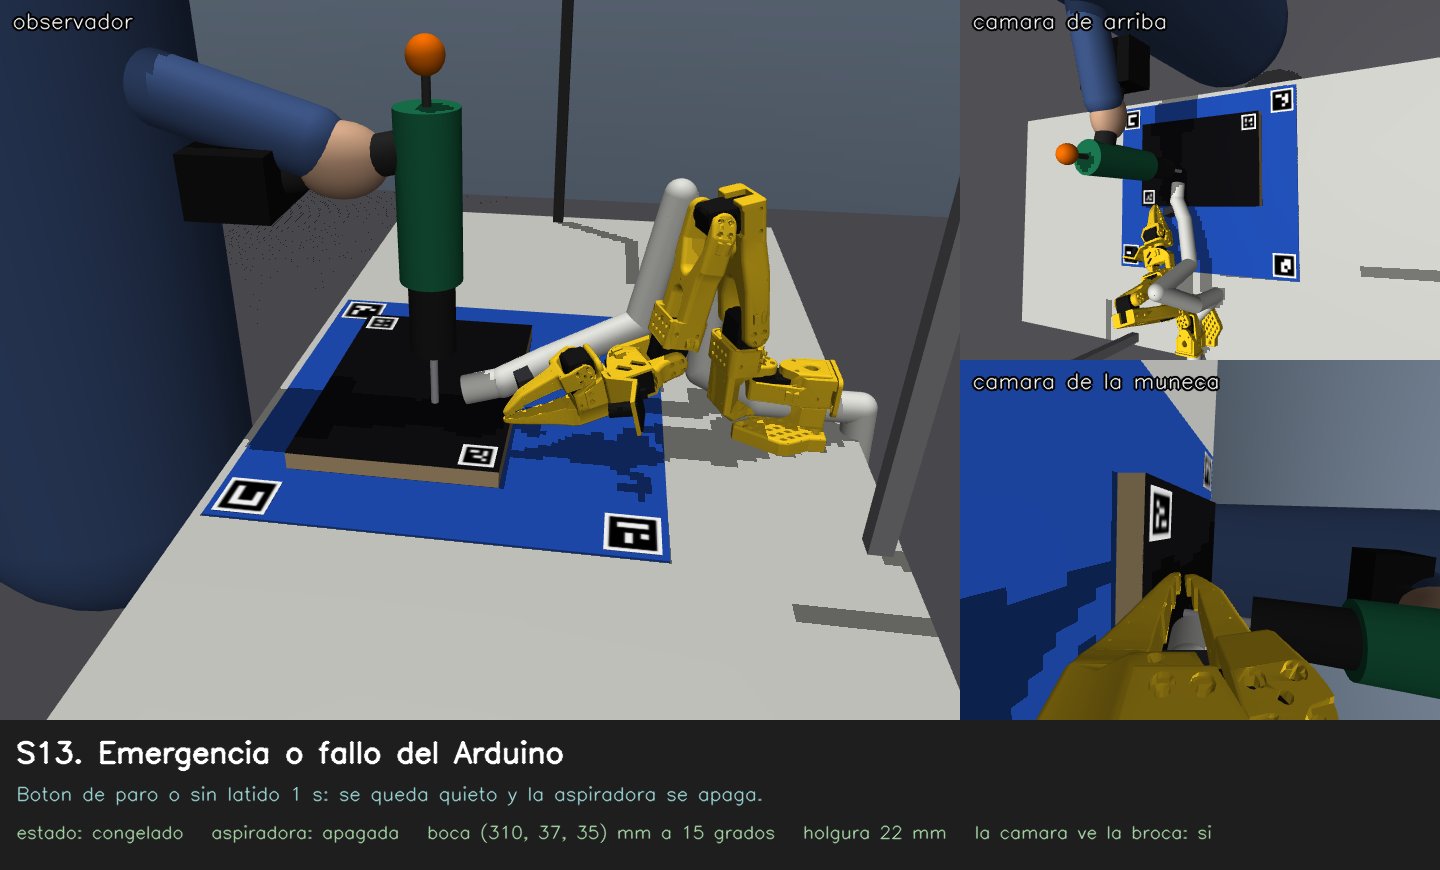 observador
camara de arriba
camara de la muneca
S13. Emergencia o fallo del Arduino
Boton de paro o sin latido 1 s: se queda quieto y la aspiradora se apaga.
estado: congelado aspiradora: apagada boca (310, 37, 35) mm a 15 grados holgura 22 mm la camara ve la broca: si